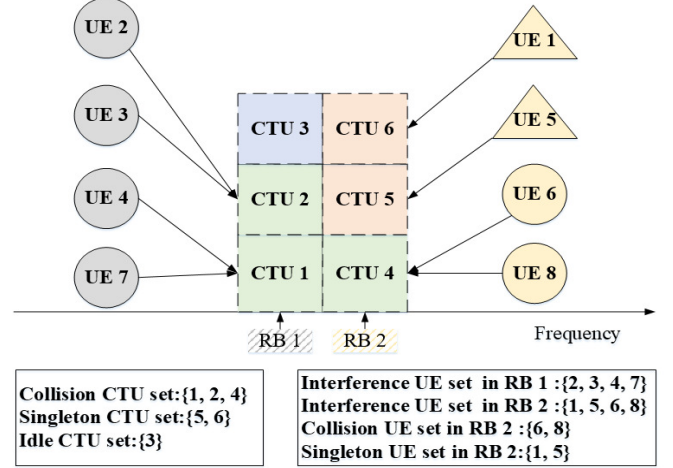 UE 2
UE 1
UE 3
CTU 3
CTU 6
UE 5
UE 4
CTU 2
CTU 5
UE 6
UE 7
CTU 1
CTU 4
UE 8
RB 1
RB 2
Frequency
Collision CTU set:{1, 2, 4}
Singleton CTU set:{5, 6}
Idle CTU set:{3}
Interference UE set in RB 1 :{2, 3, 4, 7}
Interference UE set in RB 2 :{1, 5, 6, 8}
Collision UE set in RB 2 :{6, 8}
Singleton UE set in RB 2:{1, 5}